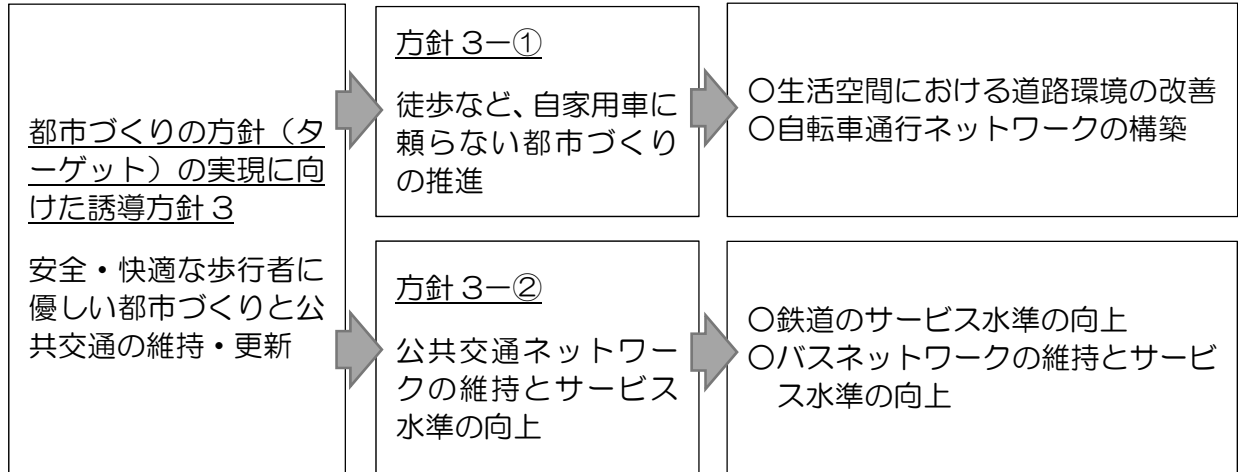 都市づくりの方針（タ
ーゲット）の実現に向
けた誘導方針３
安全・快適な歩行者に
優しい都市づくりと公
共交通の維持・更新
方針３－①
徒歩など、自家用車に
頼らない都市づくり
の推進
〇生活空間における道路環境の改善
〇自転車通行ネットワークの構築
方針３－②
公共交通ネットワー
クの維持とサービス
水準の向上
〇鉄道のサービス水準の向上
〇バスネットワークの維持とサービ
ス水準の向上